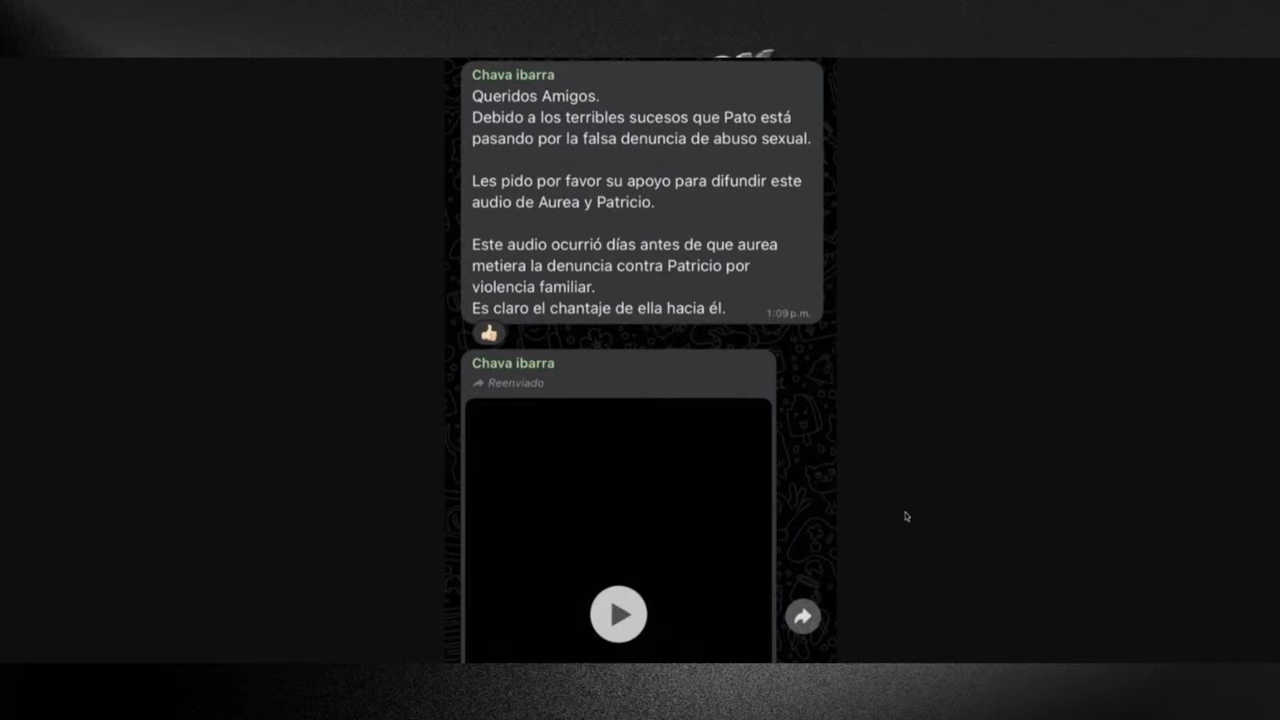 Chava ibarra
Queridos Amigos.
Debido a los terribles sucesos que Pato está
pasando por la falsa denuncia de abuso sexual.
Les pido por favor su apoyo para difundir este
audio de Aurea y Patricio.
Este audio ocurrió días antes de que aurea
metiera la denuncia contra Patricio por
violencia familiar.
Es claro el chantaje de ella hacia él.
1:09 p.m.
Chava ibarra
Reenviado